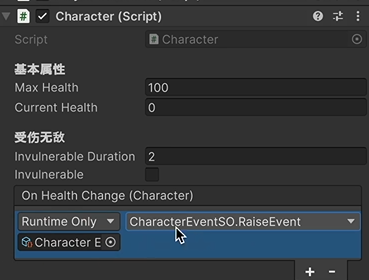 Character (Script)
Script Character
基本属性
Max Health 100
Current Health 0
受伤无敌
Invulnerable Duration 2
Invulnerable
On Health Change (Character)
Runtime Only CharacterEventSO.RaiseEvent
Character E
+ -